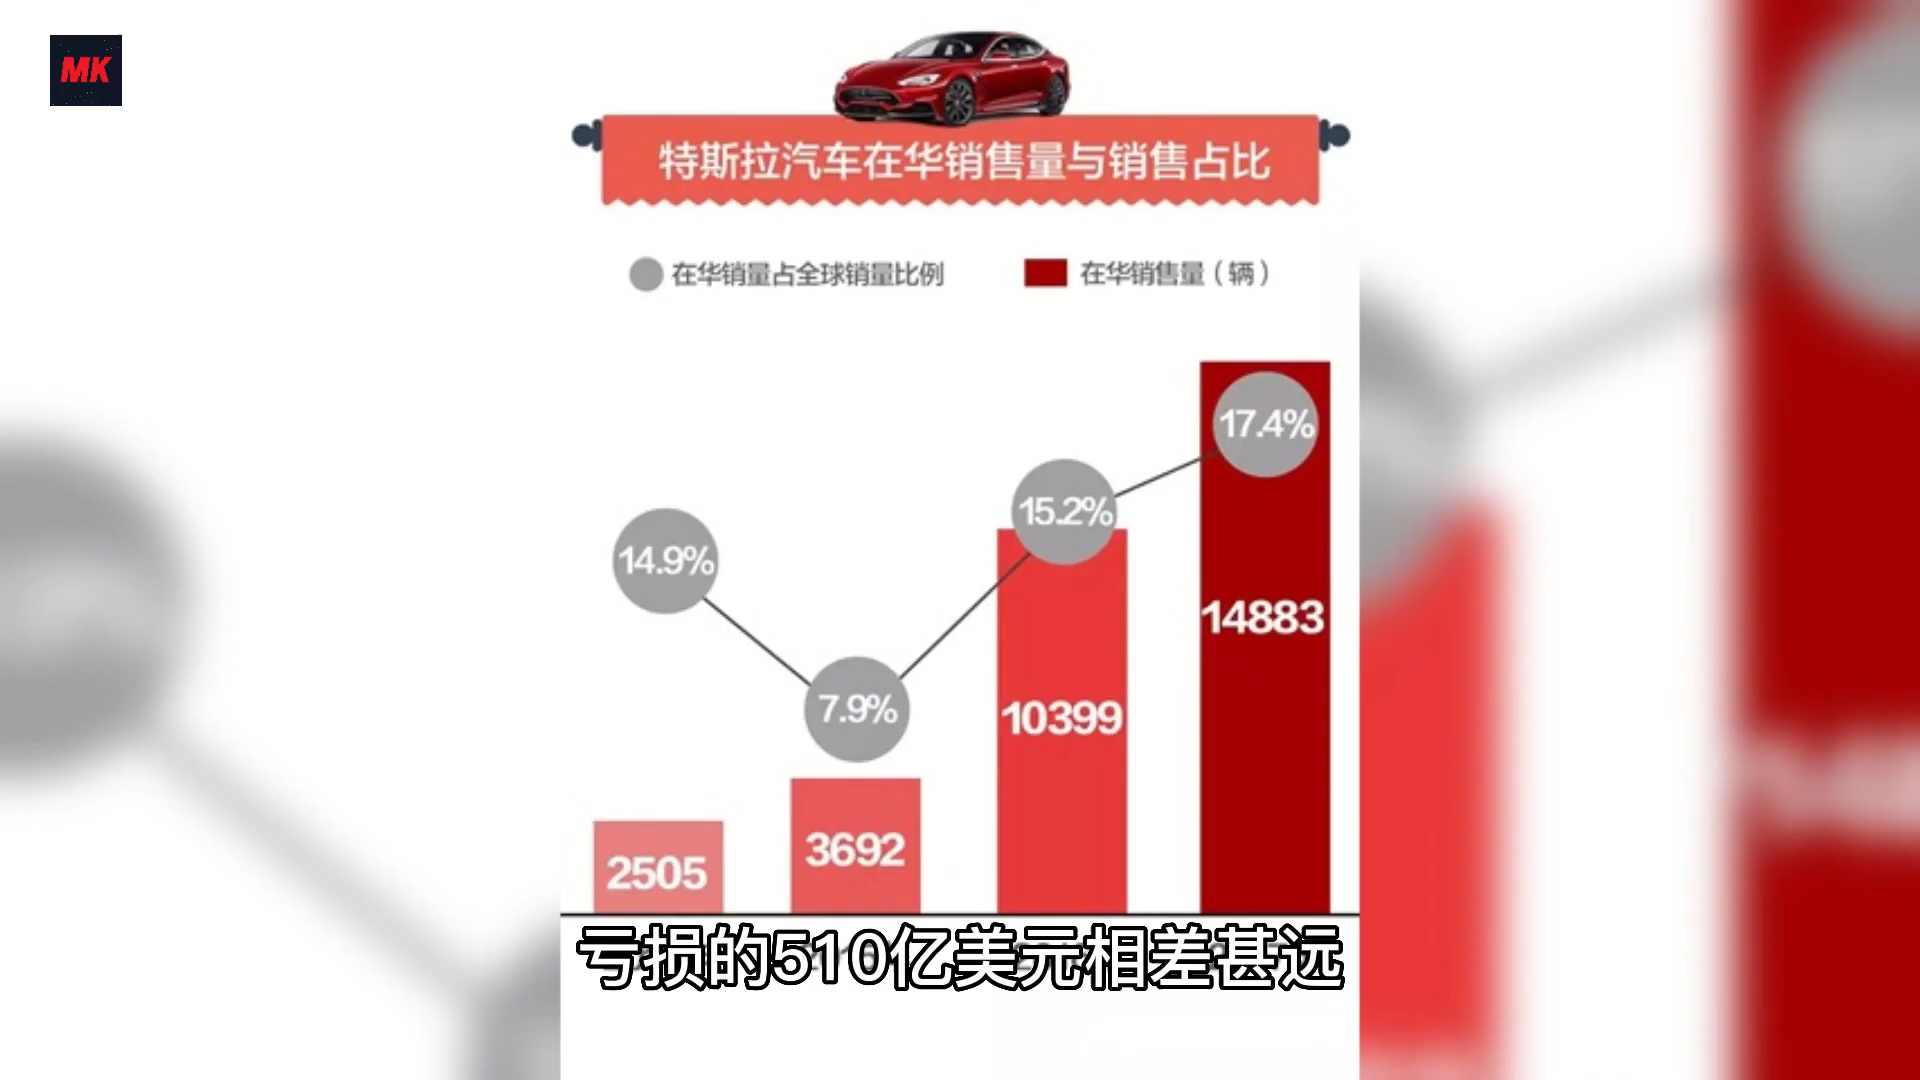 MK
特斯拉汽车在华销售量与销售占比
在华销量占全球销量比例
在华销售量（辆）
17.4%
15.2%
14.9%
14883
7.9%
10399
3692
2505
亏损的510亿美元相差甚远